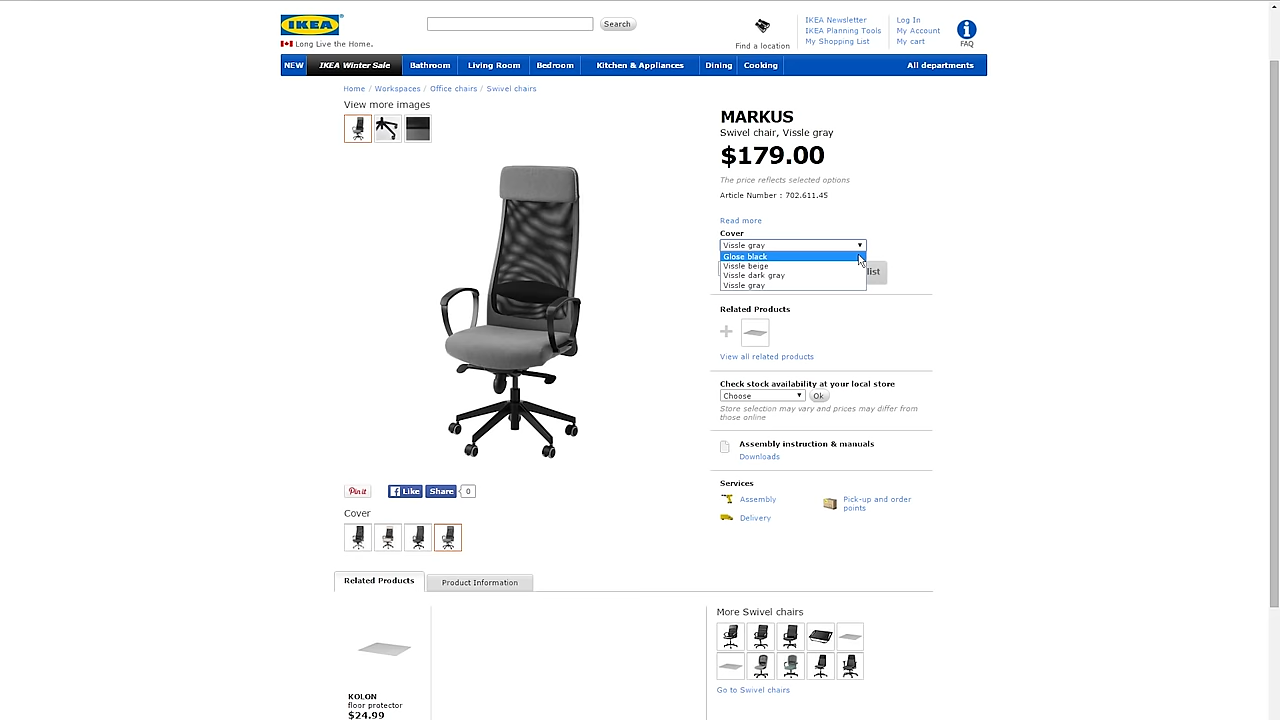 IKEA
Long Live the Home.
Search
Find a location
IKEA Newsletter
IKEA Planning Tools
My Shopping List
Log In
My Account
My cart
FAQ
NEW
IKEA Winter Sale
Bathroom
Living Room
Bedroom
Kitchen & Appliances
Dining
Cooking
All departments
Home / Workspaces / Office chairs / Swivel chairs
View more images
MARKUS
Swivel chair, Vissle gray
$179.00
The price reflects selected options
Article Number : 702.611.45
Read more
Cover
Vissle gray
Glose black
Vissle beige
Vissle dark gray
Vissle gray
list
Related Products
View all related products
Check stock availability at your local store
Choose
Ok
Store selection may vary and prices may differ from
those online
Assembly instruction & manuals
Downloads
Services
Assembly
Pick-up and order
points
Delivery
Pin it
Like
Share
0
Cover
Related Products
Product Information
KOLON
floor protector
$24.99
More Swivel chairs
Go to Swivel chairs